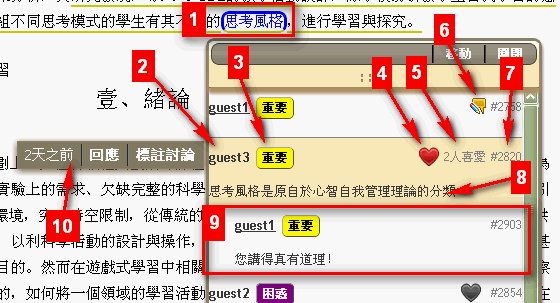 組不同思考模式的學生有其不同的思考風格，進行學習與探究。
1
移動 關閉
6
習
2 3 4 5 7
壹、緒論
guest1 重要 #2768
2天之前 回應 標註討論
guest3 重要 2人喜愛 #2820
10
思考風格是原自於心智自我管理理論的分類
8
實驗上的需求、欠缺完整的科學
9
guest1 重要 #2903
環境，突
時空限制，從傳統的
以利科學活動的設計與操作，
您講得真有道理！
目的。然而在遊戲式學習中相關
的，如何將一個領域的學習活動
guest2 困惑 #2854